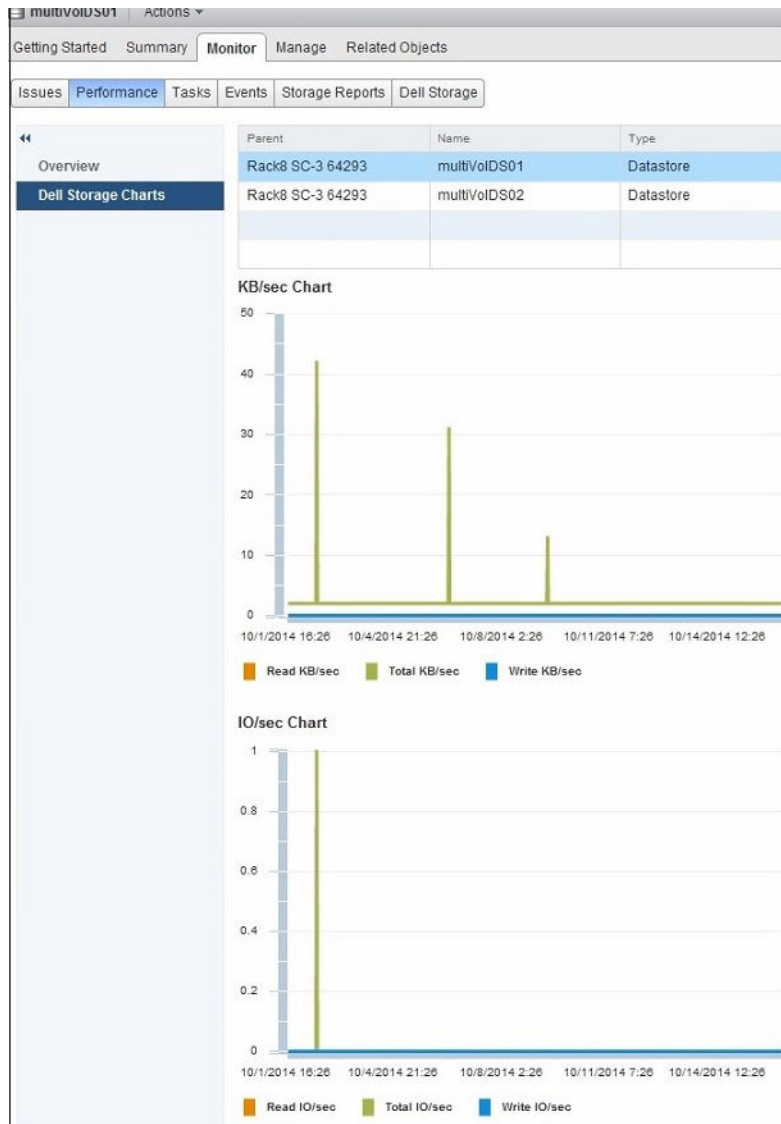 multiVolDS01 Actions
Getting Started Summary Monitor Manage Related Objects
Issues Performance Tasks Events Storage Reports Dell Storage
Overview
Dell Storage Charts
Parent Name Type
Rack8 SC-3 64293 multiVolDS01 Datastore
Rack8 SC-3 64293 multiVolDS02 Datastore
KB/sec Chart
50
40
30
20
10
0
10/1/2014 16:26 10/4/2014 21:26 10/8/2014 2:26 10/11/2014 7:26 10/14/2014 12:26
Read KB/sec Total KB/sec Write KB/sec
IO/sec Chart
1
0.8
0.6
0.4
0.2
0
10/1/2014 16:26 10/4/2014 21:26 10/8/2014 2:26 10/11/2014 7:26 10/14/2014 12:26
Read IO/sec Total IO/sec Write IO/sec